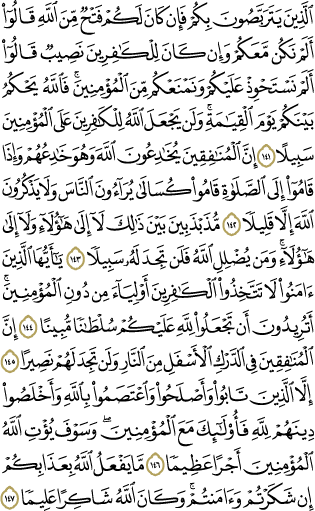 ٱلَّذِينَ يَتَرَبَّصُونَ بِكُمْ فَإِن كَانَ لَكُمْ فَتْحٌ مِّنَ ٱللَّهِ قَالُوٓا۟
أَلَمْ نَكُن مَّعَكُمْ وَإِن كَانَ لِلْكَٰفِرِينَ نَصِيبٌ قَالُوٓا۟
أَلَمْ نَسْتَحْوِذْ عَلَيْكُمْ وَنَمْنَعْكُم مِّنَ ٱلْمُؤْمِنِينَ ۚ فَٱللَّهُ يَحْكُمُ
بَيْنَكُمْ يَوْمَ ٱلْقِيَٰمَةِ ۗ وَلَن يَجْعَلَ ٱللَّهُ لِلْكَٰفِرِينَ عَلَى ٱلْمُؤْمِنِينَ
سَبِيلًا ١٤١ إِنَّ ٱلْمُنَٰفِقِينَ يُخَٰدِعُونَ ٱللَّهَ وَهُوَ خَٰدِعُهُمْ وَإِذَا
قَامُوٓا۟ إِلَى ٱلصَّلَوٰةِ قَامُوا۟ كُسَالَىٰ يُرَآءُونَ ٱلنَّاسَ وَلَا يَذْكُرُونَ
ٱللَّهَ إِلَّا قَلِيلًا ١٤٢ مُّذَبْذَبِينَ بَيْنَ ذَٰلِكَ لَآ إِلَىٰ هَٰٓؤُلَآءِ وَلَآ إِلَىٰ
هَٰٓؤُلَآءِ ۚ وَمَن يُضْلِلِ ٱللَّهُ فَلَن تَجِدَ لَهُۥ سَبِيلًا ١٤٣ يَٰٓأَيُّهَا ٱلَّذِينَ
ءَامَنُوا۟ لَا تَتَّخِذُوا۟ ٱلْكَٰفِرِينَ أَوْلِيَآءَ مِن دُونِ ٱلْمُؤْمِنِينَ ۚ
أَتُرِيدُونَ أَن تَجْعَلُوا۟ لِلَّهِ عَلَيْكُمْ سُلْطَٰنًا مُّبِينًا ١٤٤ إِنَّ
ٱلْمُنَٰفِقِينَ فِى ٱلدَّرْكِ ٱلْأَسْفَلِ مِنَ ٱلنَّارِ وَلَن تَجِدَ لَهُمْ نَصِيرًا ١٤٥
إِلَّا ٱلَّذِينَ تَابُوا۟ وَأَصْلَحُوا۟ وَٱعْتَصَمُوا۟ بِٱللَّهِ وَأَخْلَصُوا۟
دِينَهُمْ لِلَّهِ فَأُو۟لَٰٓئِكَ مَعَ ٱلْمُؤْمِنِينَ ۖ وَسَوْفَ يُؤْتِ ٱللَّهُ
ٱلْمُؤْمِنِينَ أَجْرًا عَظِيمًا ١٤٦ مَّا يَفْعَلُ ٱللَّهُ بِعَذَابِكُمْ
إِن شَكَرْتُمْ وَءَامَنتُمْ ۚ وَكَانَ ٱللَّهُ شَاكِرًا عَلِيمًا ١٤٧